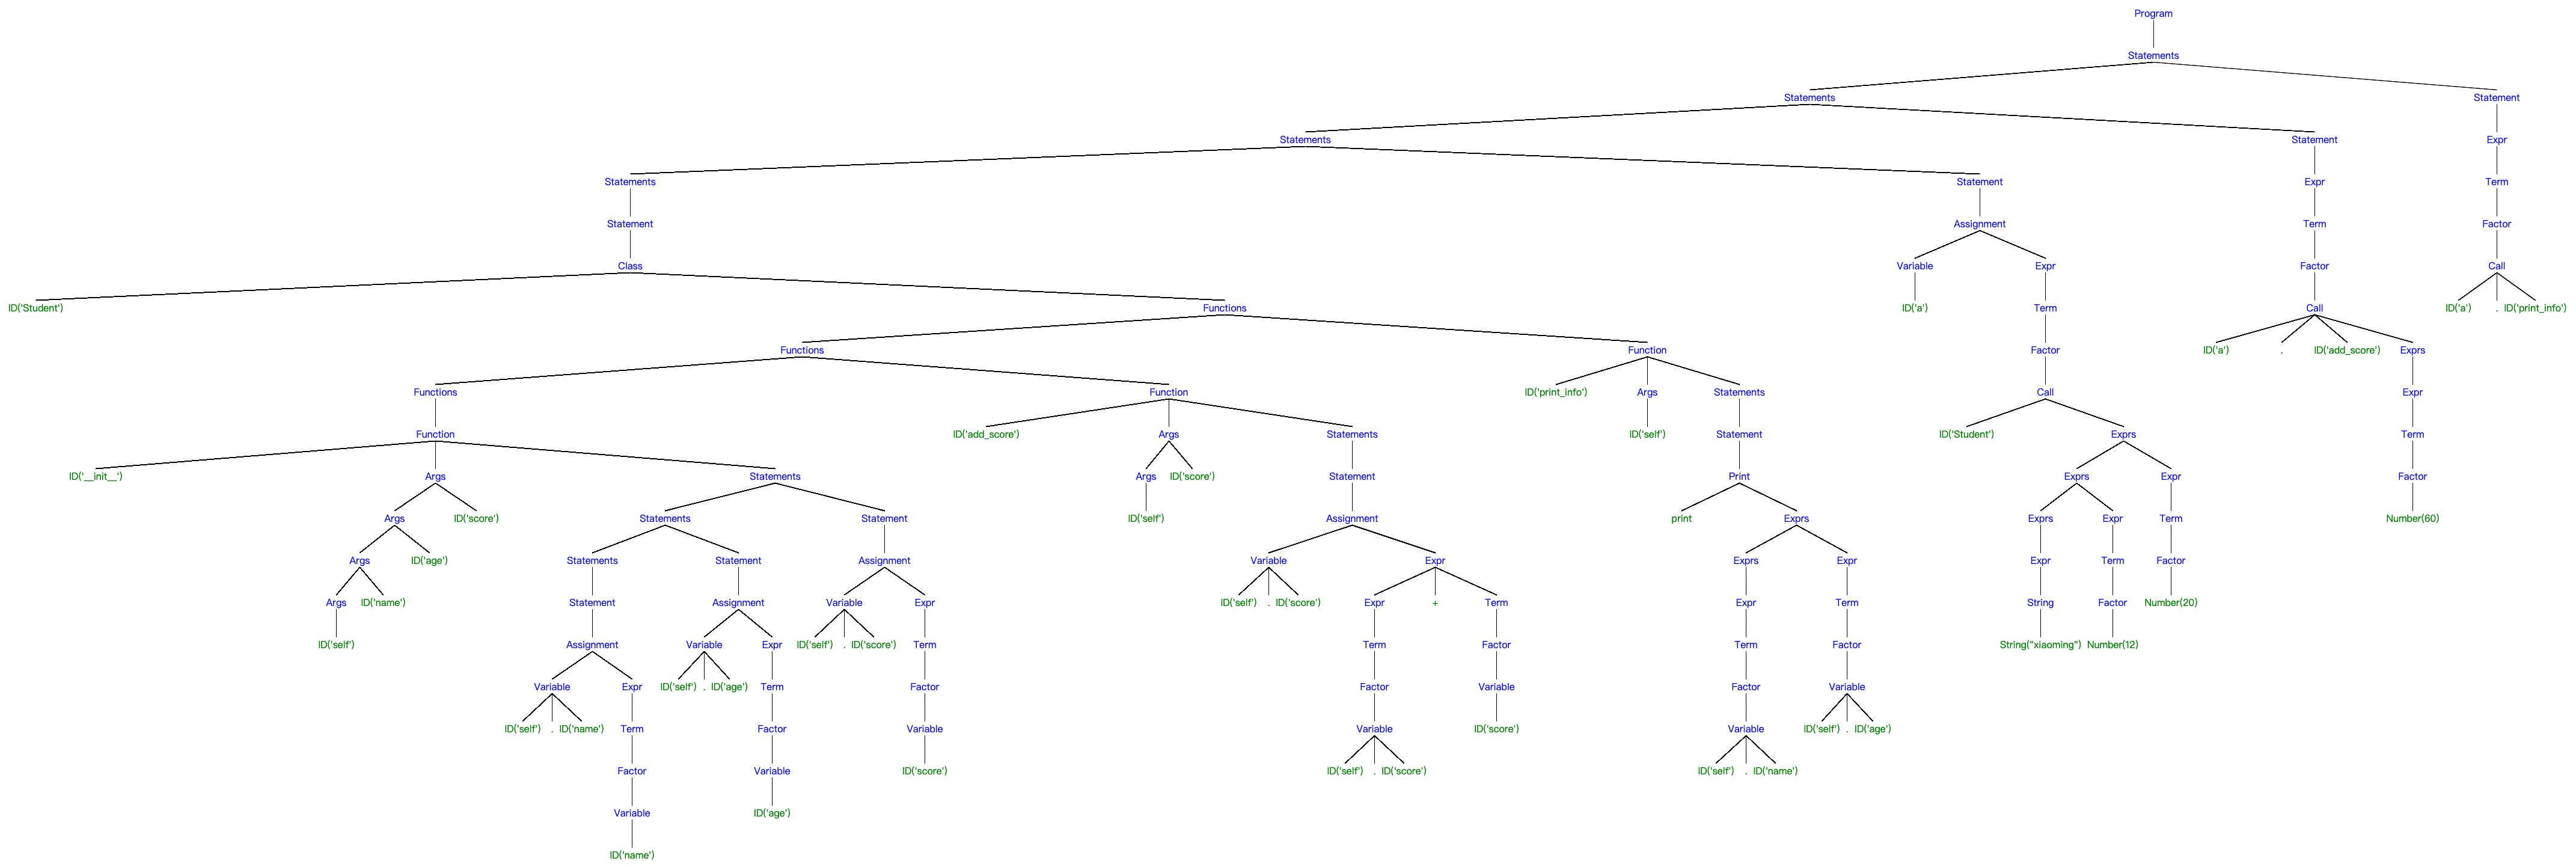 Program
Statements
Statements Statement
Statements Statement Expr
Statements Statement Expr Term
Statement Assignment Term Factor
Class Variable Expr Factor Call
ID('Student') Functions ID('a') Term Call ID('a') . ID('print_info')
Functions Function Factor ID('a') . ID('add_score') Exprs
Functions Function ID('print_info') Args Statements Call Expr
Function ID('add_score') Args Statements ID('self') Statement ID('Student') Exprs Term
ID('__init__') Args Statements Args ID('score') Statement Print Exprs Expr Factor
Args ID('score') Statements Statement ID('self') Assignment print Exprs Exprs Expr Term Number(60)
Args ID('age') Statements Statement Assignment Variable Expr Exprs Expr Expr Term Factor
Args ID('name') Statement Assignment Variable Expr ID('self') . ID('score') Expr + Term Expr Term String Factor Number(20)
ID('self') Assignment Variable Expr ID('self') . ID('score') Term Term Factor Term Factor String("xiaoming") Number(12)
Variable Expr ID('self') . ID('age') Term Factor Factor Variable Factor Variable
ID('self') . ID('name') Term Factor Variable Variable ID('score') Variable ID('self') . ID('age')
Factor Variable ID('score') ID('self') . ID('score') ID('self') . ID('name')
Variable ID('age')
ID('name')